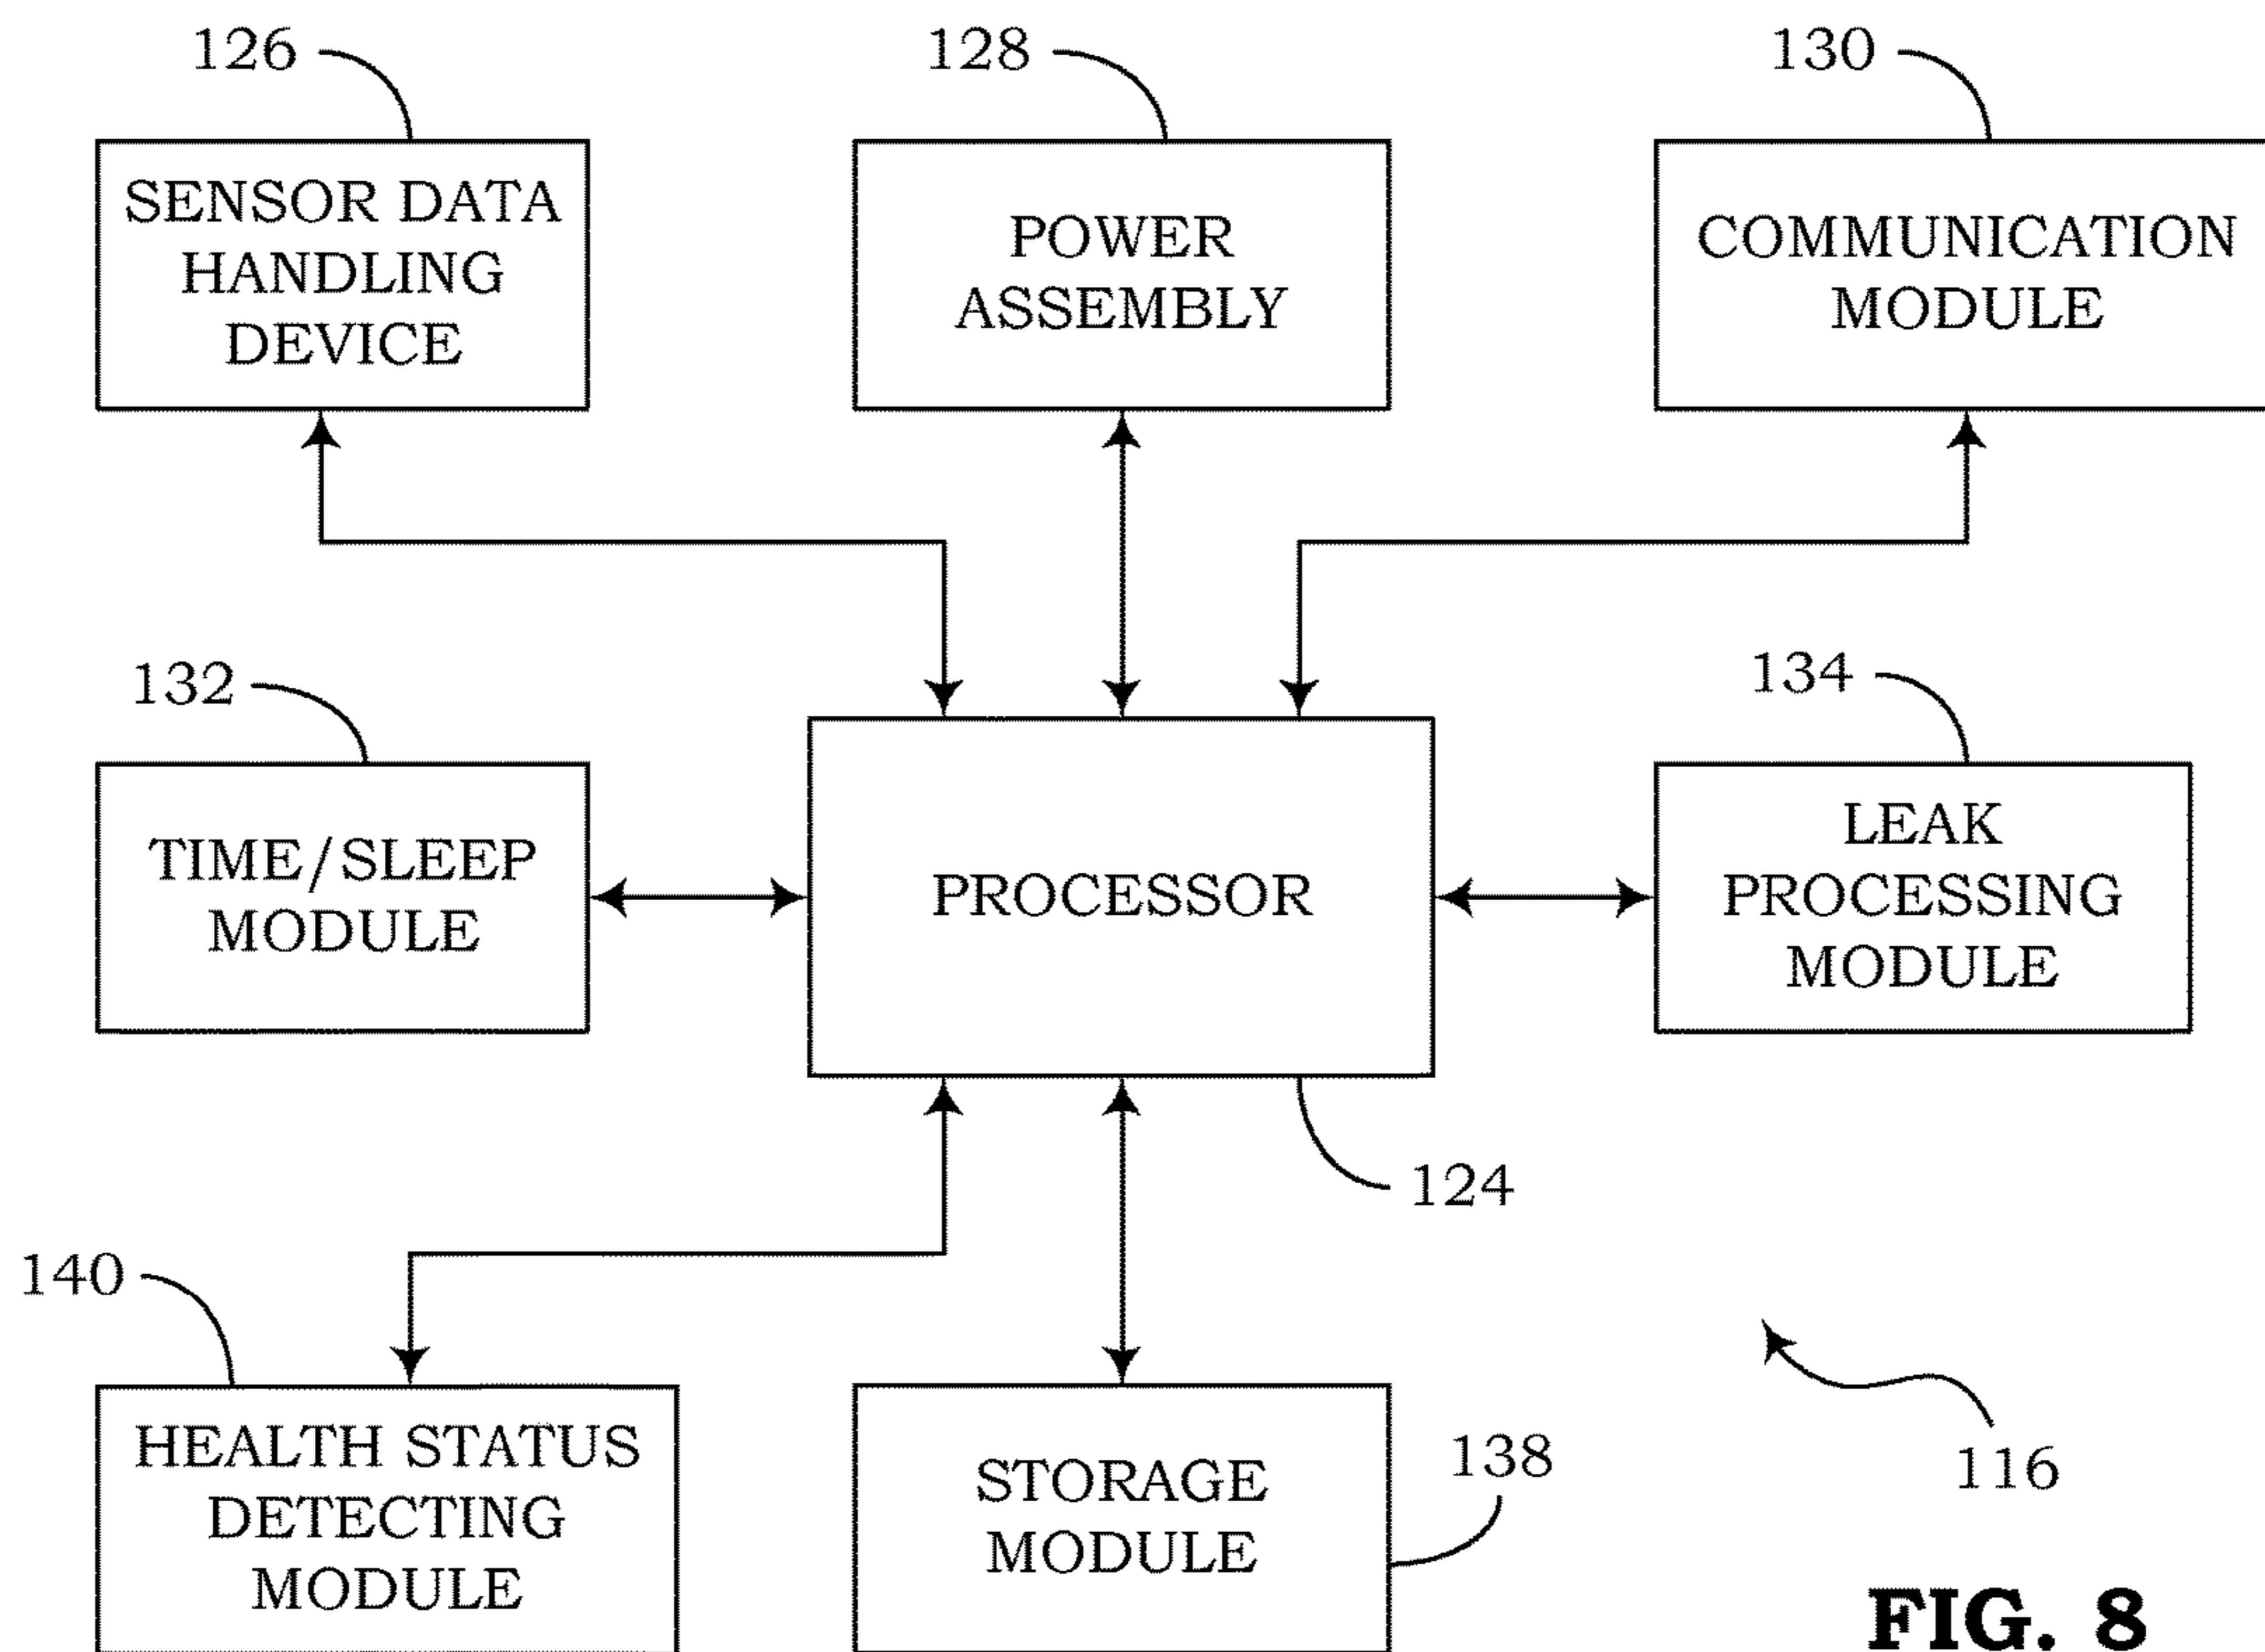 126
128
130
SENSOR DATA
HANDLING
DEVICE
POWER
ASSEMBLY
COMMUNICATION
MODULE
132
134
TIME/SLEEP
MODULE
PROCESSOR
LEAK
PROCESSING
MODULE
124
140
HEALTH STATUS
DETECTING
MODULE
STORAGE
MODULE
138
116
FIG. 8